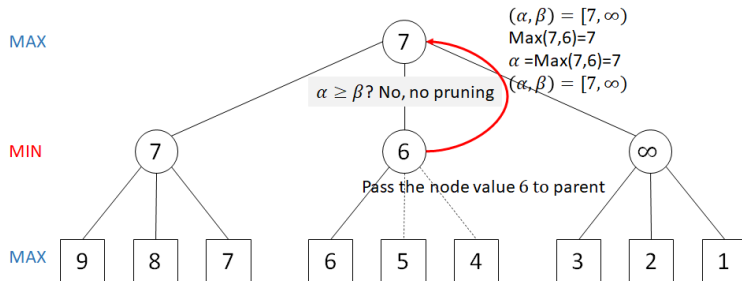 (α, β) = [7, ∞)
MAX
7
Max(7,6)=7
α =Max(7,6)=7
(α, β) = [7, ∞)
α ≥ β? No, no pruning
MIN
7
6
∞
Pass the node value 6 to parent
MAX
9
8
7
6
5
4
3
2
1